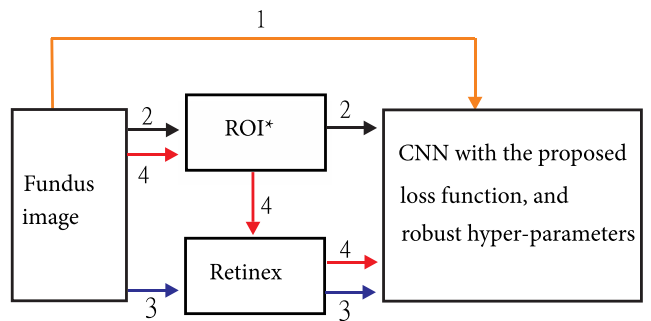 1
2
ROI*
2
4
Fundus
image
CNN with the proposed
loss function, and
robust hyper-parameters
4
Retinex
4
3
3